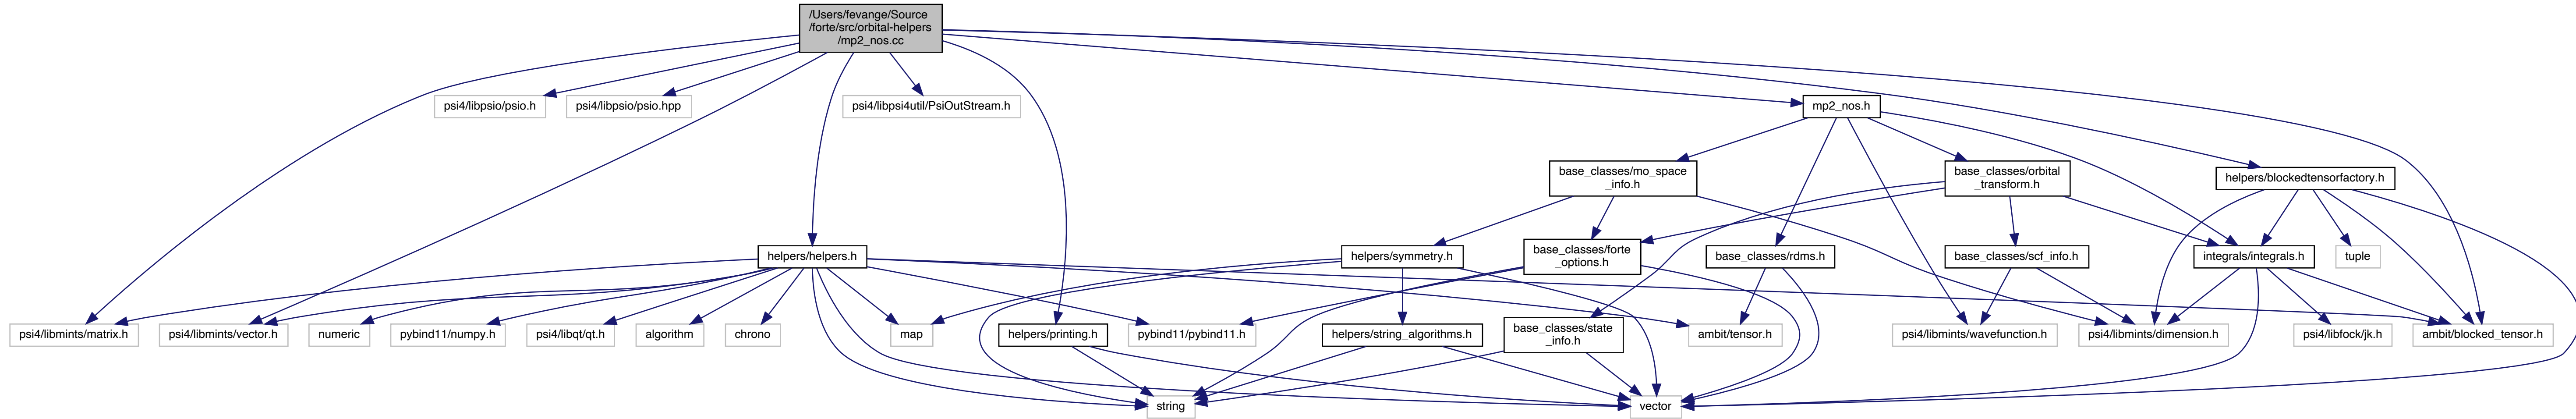 /Users/fevange/Source
/forte/src/orbital-helpers
/mp2_nos.cc
psi4/libpsio/psio.h
psi4/libpsio/psio.hpp
psi4/libpsi4util/PsiOutStream.h
mp2_nos.h
base_classes/mo_space
_info.h
base_classes/orbital
_transform.h
helpers/blockedtensorfactory.h
helpers/helpers.h
helpers/symmetry.h
base_classes/forte
_options.h
base_classes/rdms.h
base_classes/scf_info.h
integrals/integrals.h
tuple
psi4/libmints/matrix.h
psi4/libmints/vector.h
numeric
pybind11/numpy.h
psi4/libqt/qt.h
algorithm
chrono
map
helpers/printing.h
pybind11/pybind11.h
helpers/string_algorithms.h
base_classes/state
_info.h
ambit/tensor.h
psi4/libmints/wavefunction.h
psi4/libmints/dimension.h
psi4/libfock/jk.h
ambit/blocked_tensor.h
string
vector